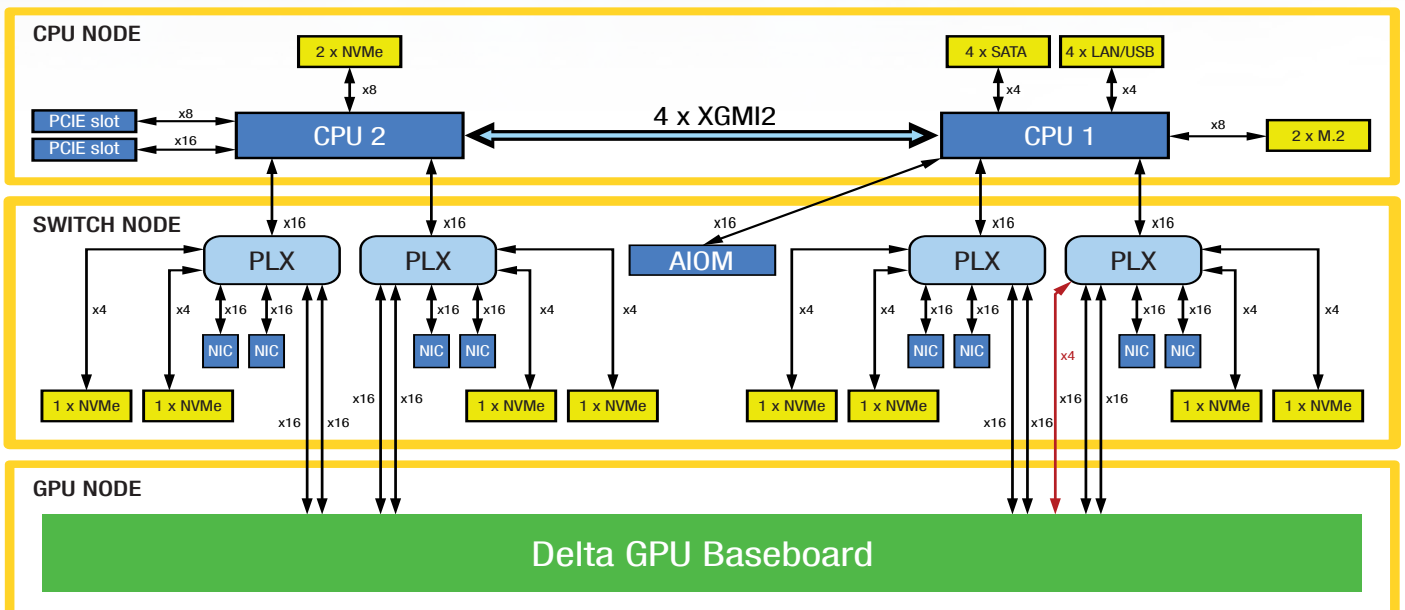 CPU NODE
2 x NVMe
4 x SATA
4 x LAN/USB
x8
x4
x4
PCIE slot
x8
CPU 2
4 x XGMI2
CPU 1
x8
2 x M.2
PCIE slot
x16
SWITCH NODE
x16
x16
x16
x16
x16
PLX
PLX
AIOM
PLX
PLX
x4
x4
x16
x16
x16
x16
x4
x4
x4
x4
x16
x16
x16
x16
x4
x4
NIC
NIC
NIC
NIC
NIC
NIC
NIC
NIC
x4
1 x NVMe
1 x NVMe
x16
x16
x16
x16
1 x NVMe
1 x NVMe
1 x NVMe
1 x NVMe
x16
x16
x16
x16
1 x NVMe
1 x NVMe
GPU NODE
Delta GPU Baseboard